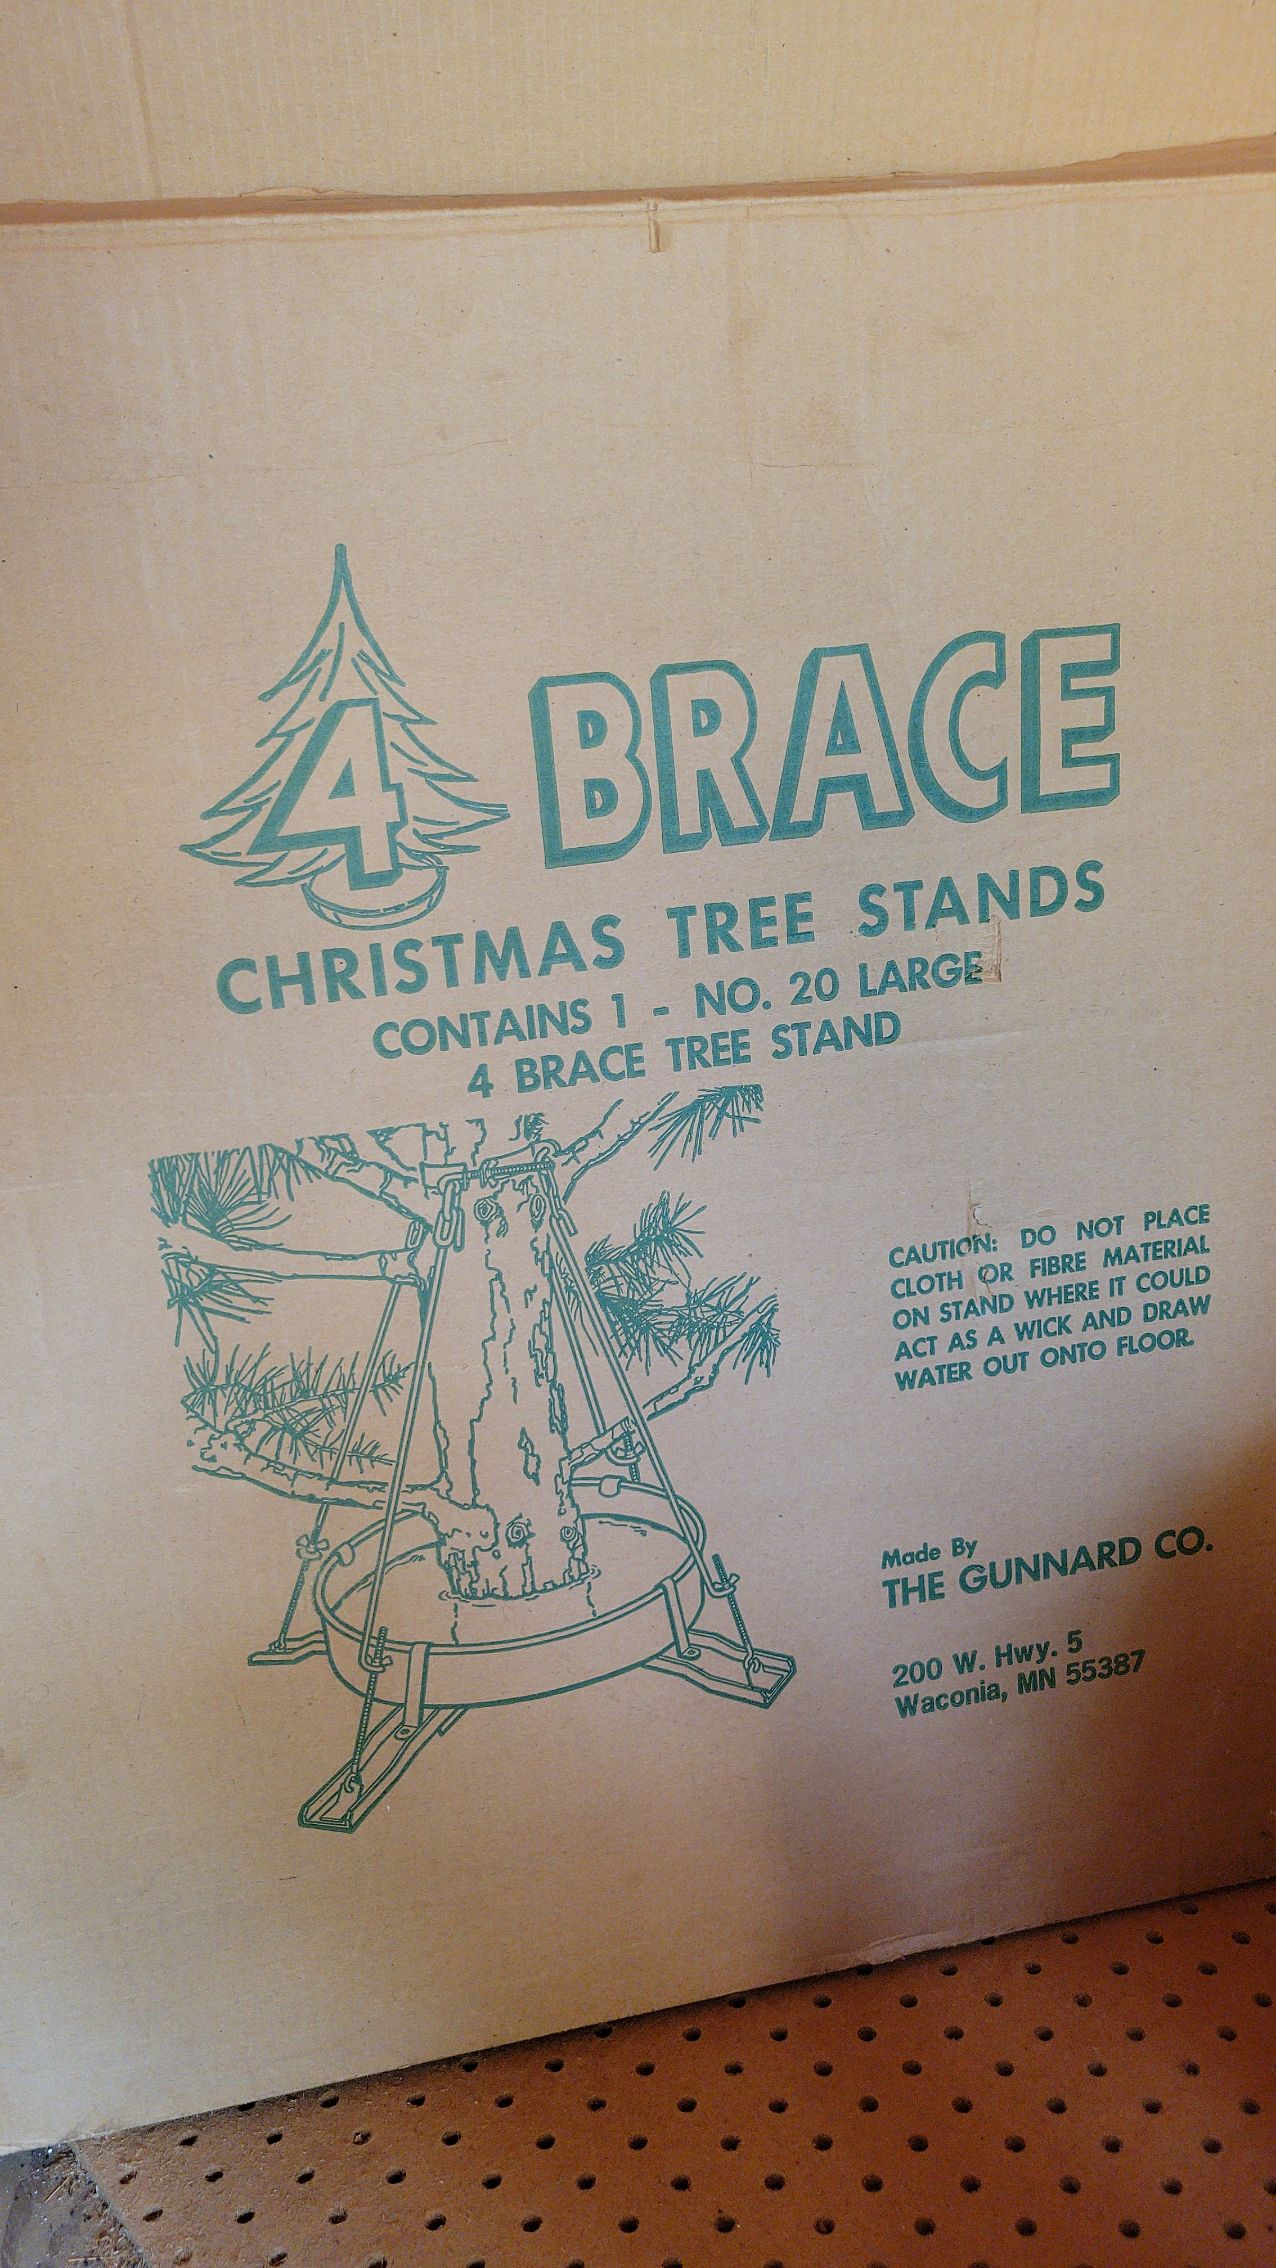 4 BRACE
CHRISTMAS TREE STANDS
CONTAINS 1 - NO. 20 LARGE
4 BRACE TREE STAND
CAUTION: DO NOT PLACE
CLOTH OR FIBRE MATERIAL
ON STAND WHERE IT COULD
ACT AS A WICK AND DRAW
WATER OUT ONTO FLOOR.
Made By
THE GUNNARD CO.
200 W. Hwy. 5
Waconia, MN 55387